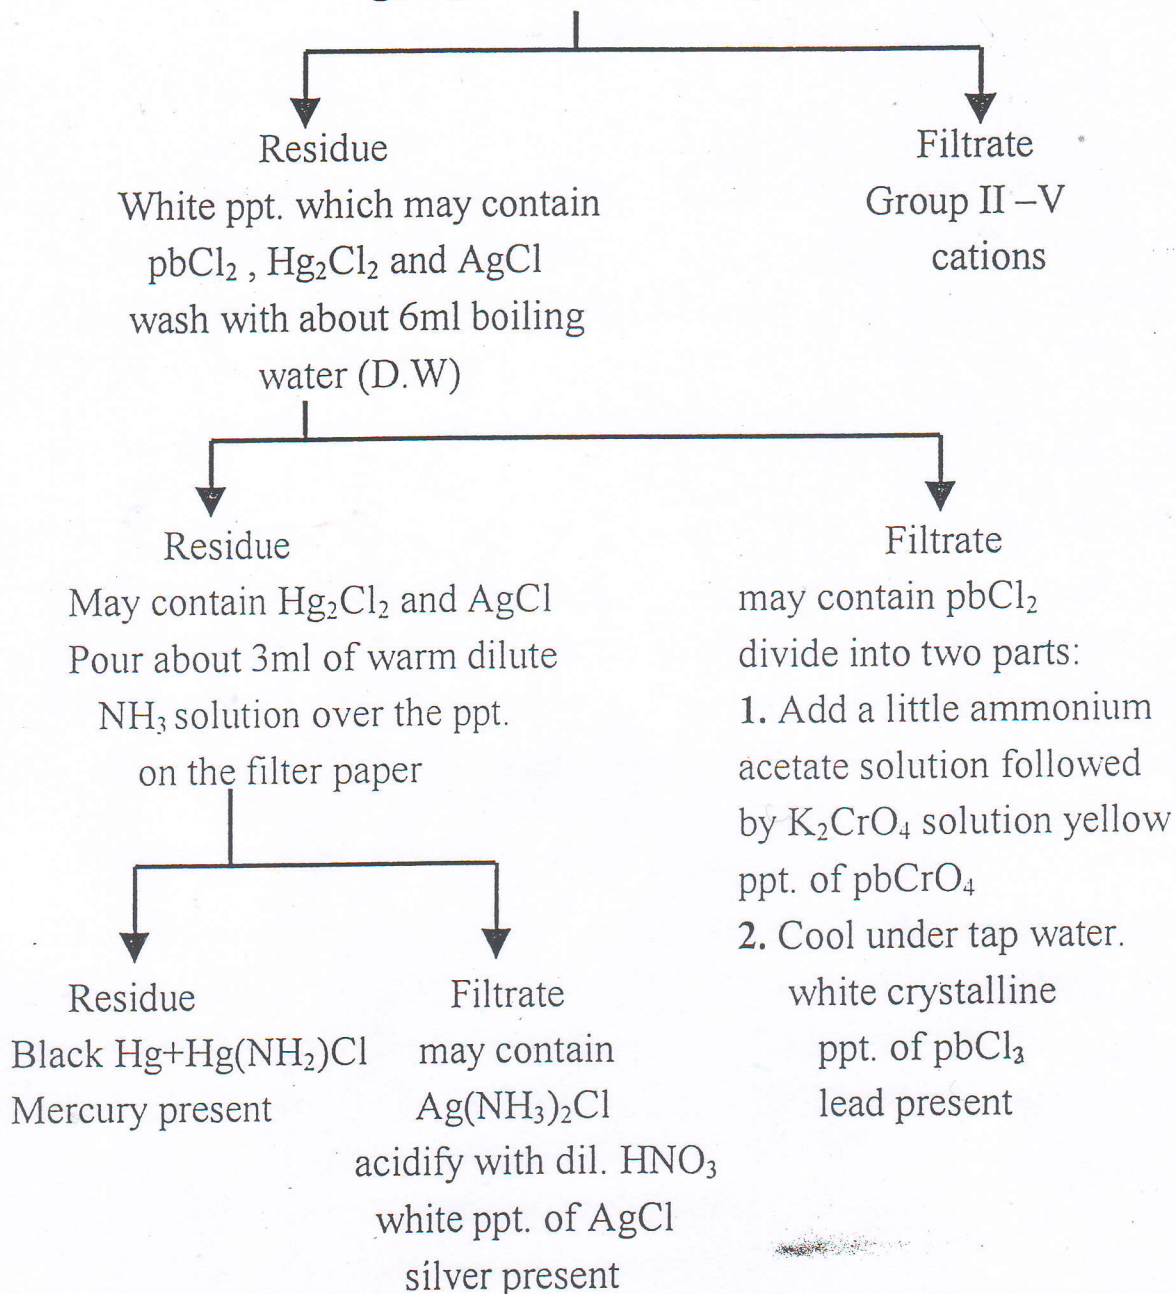 Residue
White ppt. which may contain
pbCl₂ , Hg₂Cl₂ and AgCl
wash with about 6ml boiling
water (D.W)
Filtrate
Group II –V
cations
Residue
May contain Hg₂Cl₂ and AgCl
Pour about 3ml of warm dilute
NH₃ solution over the ppt.
on the filter paper
Filtrate
may contain pbCl₂
divide into two parts:
1. Add a little ammonium
acetate solution followed
by K₂CrO₄ solution yellow
ppt. of pbCrO₄
2. Cool under tap water.
white crystalline
ppt. of pbCl₃
lead present
Residue
Black Hg+Hg(NH₂)Cl
Mercury present
Filtrate
may contain
Ag(NH₃)₂Cl
acidify with dil. HNO₃
white ppt. of AgCl
silver present